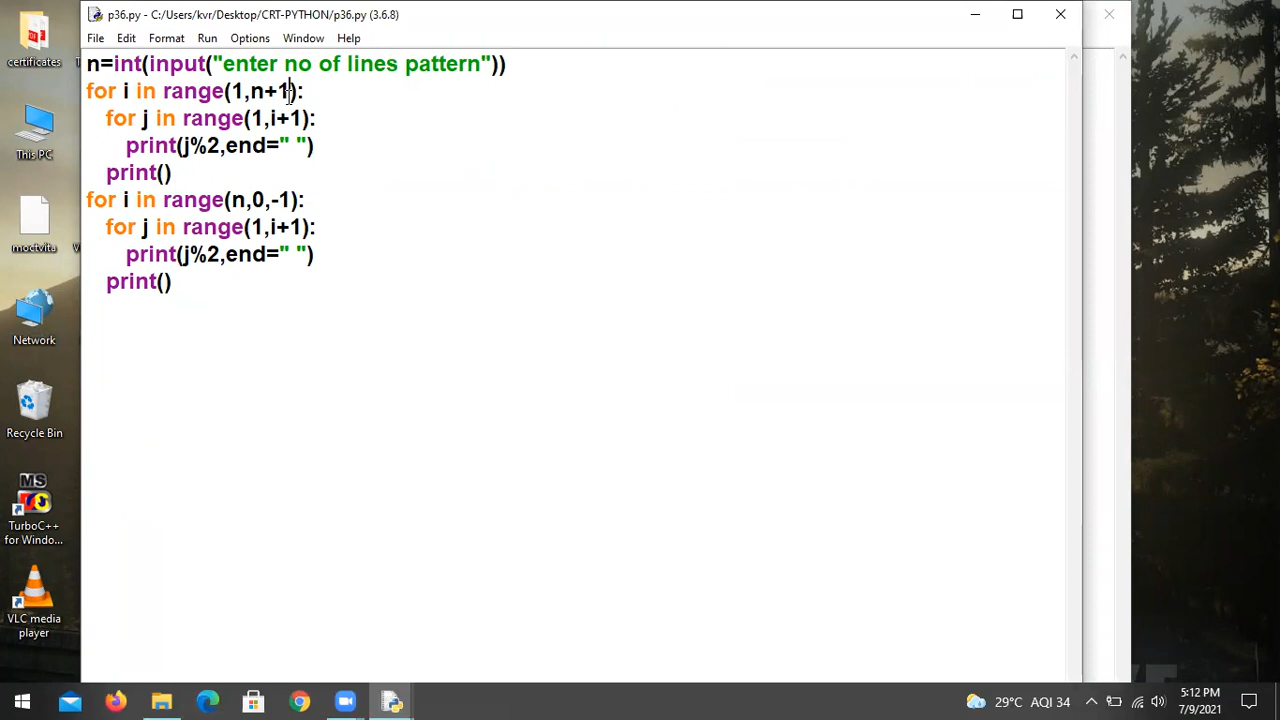 p36.py - C:/Users/kvr/Desktop/CRT-PYTHON/p36.py (3.6.8)
File Edit Format Run Options Window Help
n=int(input("enter no of lines pattern"))
for i in range(1,n+1):
   for j in range(1,i+1):
      print(j%2,end=" ")
   print()
for i in range(n,0,-1):
   for j in range(1,i+1):
      print(j%2,end=" ")
   print()
certificates
This PC
moctvita
Network
Recycle Bin
MS
TurboC++
for Windo...
VLC media
player
29°C AQI 34
5:12 PM
7/9/2021